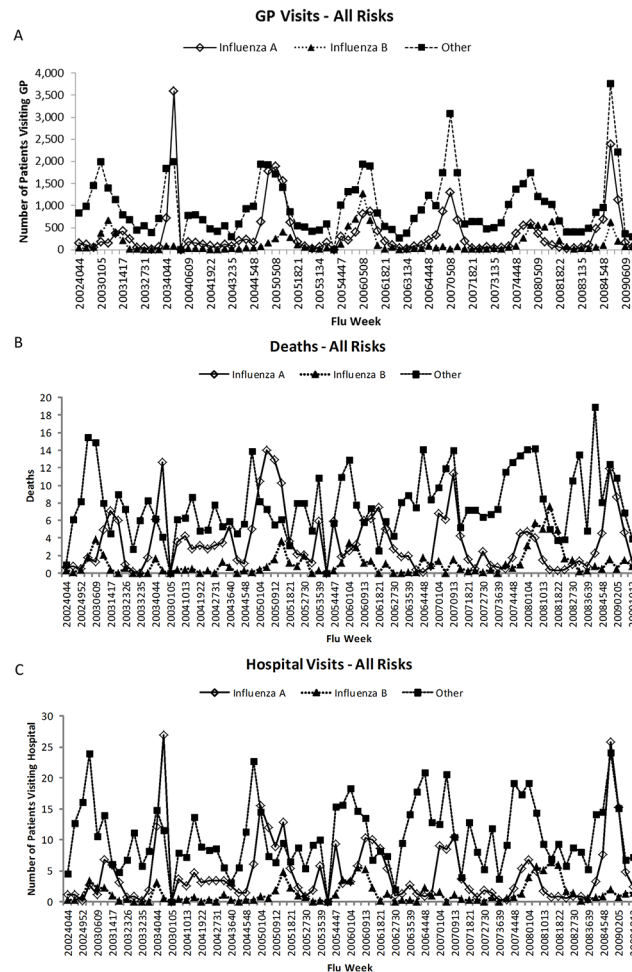 GP Visits - All Risks
A
Influenza A Influenza B Other
Number of Patients Visiting GP
4,000
3,500
3,000
2,500
2,000
1,500
1,000
500
0
20024044 20030105 20031417 20032731 20034044 20040609 20041921 20043235 20044548 20050508 20051821 20053134 20054447 20060508 20061821 20063134 20064448 20070508 20071821 20073135 20074448 20080509 20081822 20083135 20084548 20090609
Flu Week
B
Deaths - All Risks
Influenza A Influenza B Other
Deaths
20
18
16
14
12
10
8
6
4
2
0
20024044 20024952 20030609 20031417 20032326 20033235 20034044 20030105 20041013 20041922 20042731 20043640 20044548 20050104 20050912 20051821 20052730 20053539 20054447 20060104 20060913 20061821 20062730 20063539 20064448 20070104 20070913 20071821 20072730 20073639 20074448 20080104 20081013 20081822 20082730 20083639 20084548 20090205
Flu Week
C
Hospital Visits - All Risks
Influenza A Influenza B Other
Number of Patients Visiting Hospital
30
25
20
15
10
5
0
20024044 20024952 20030609 20031417 20032326 20033235 20034044 20030105 20041013 20041922 20042731 20043640 20044548 20050104 20050912 20051821 20052730 20053539 20054447 20060104 20060913 20061821 20062730 20063539 20064448 20070104 20070913 20071821 20072730 20073639 20074448 20080104 20081013 20081822 20082730 20083639 20084548 20090205
Flu Week